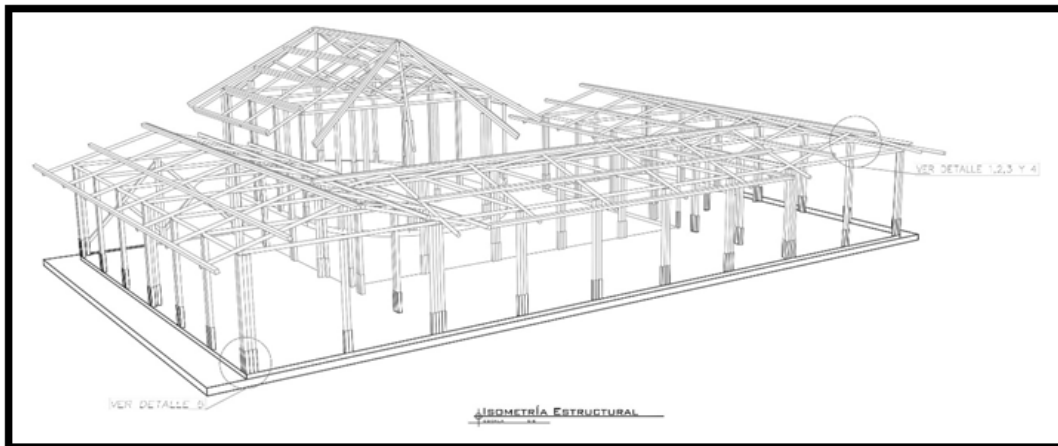 VER DETALLE 1,2,3 Y 4
VER DETALLE 5
ISOMETRÍA ESTRUCTURAL